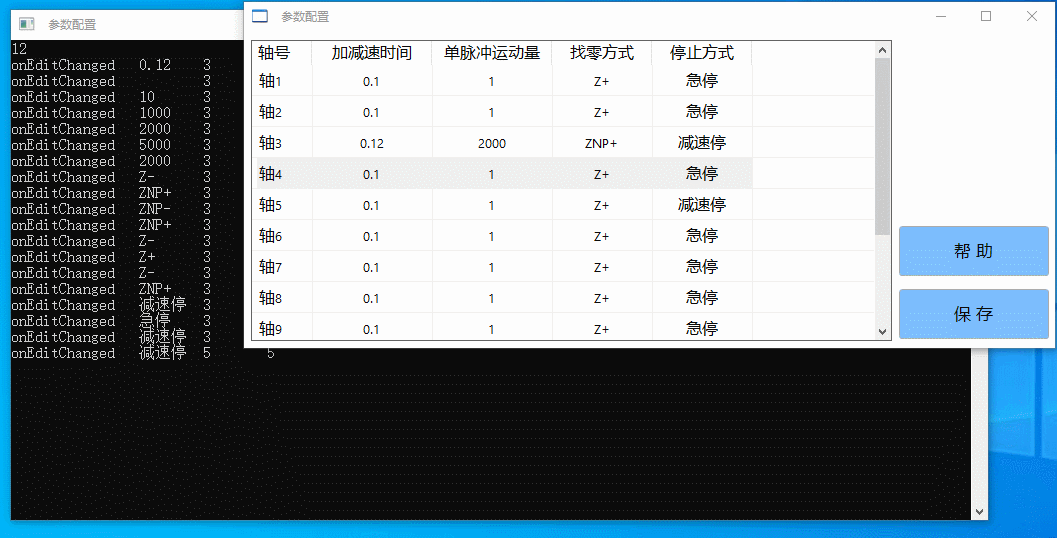 参数配置
12
onEditChanged 0.12 3
onEditChanged 3
onEditChanged 10 3
onEditChanged 1000 3
onEditChanged 2000 3
onEditChanged 5000 3
onEditChanged 2000 3
onEditChanged Z- 3
onEditChanged ZNP+ 3
onEditChanged ZNP- 3
onEditChanged ZNP+ 3
onEditChanged Z- 3
onEditChanged Z+ 3
onEditChanged Z- 3
onEditChanged ZNP+ 3
onEditChanged 减速停 3
onEditChanged 急停 3
onEditChanged 减速停 3
onEditChanged 减速停 5 5
参数配置
轴号 加减速时间 单脉冲运动量 找零方式 停止方式
轴1 0.1 1 Z+ 急停
轴2 0.1 1 Z+ 急停
轴3 0.12 2000 ZNP+ 减速停
轴4 0.1 1 Z+ 急停
轴5 0.1 1 Z+ 减速停
轴6 0.1 1 Z+ 急停
轴7 0.1 1 Z+ 急停
轴8 0.1 1 Z+ 急停
轴9 0.1 1 Z+ 急停
帮 助
保 存